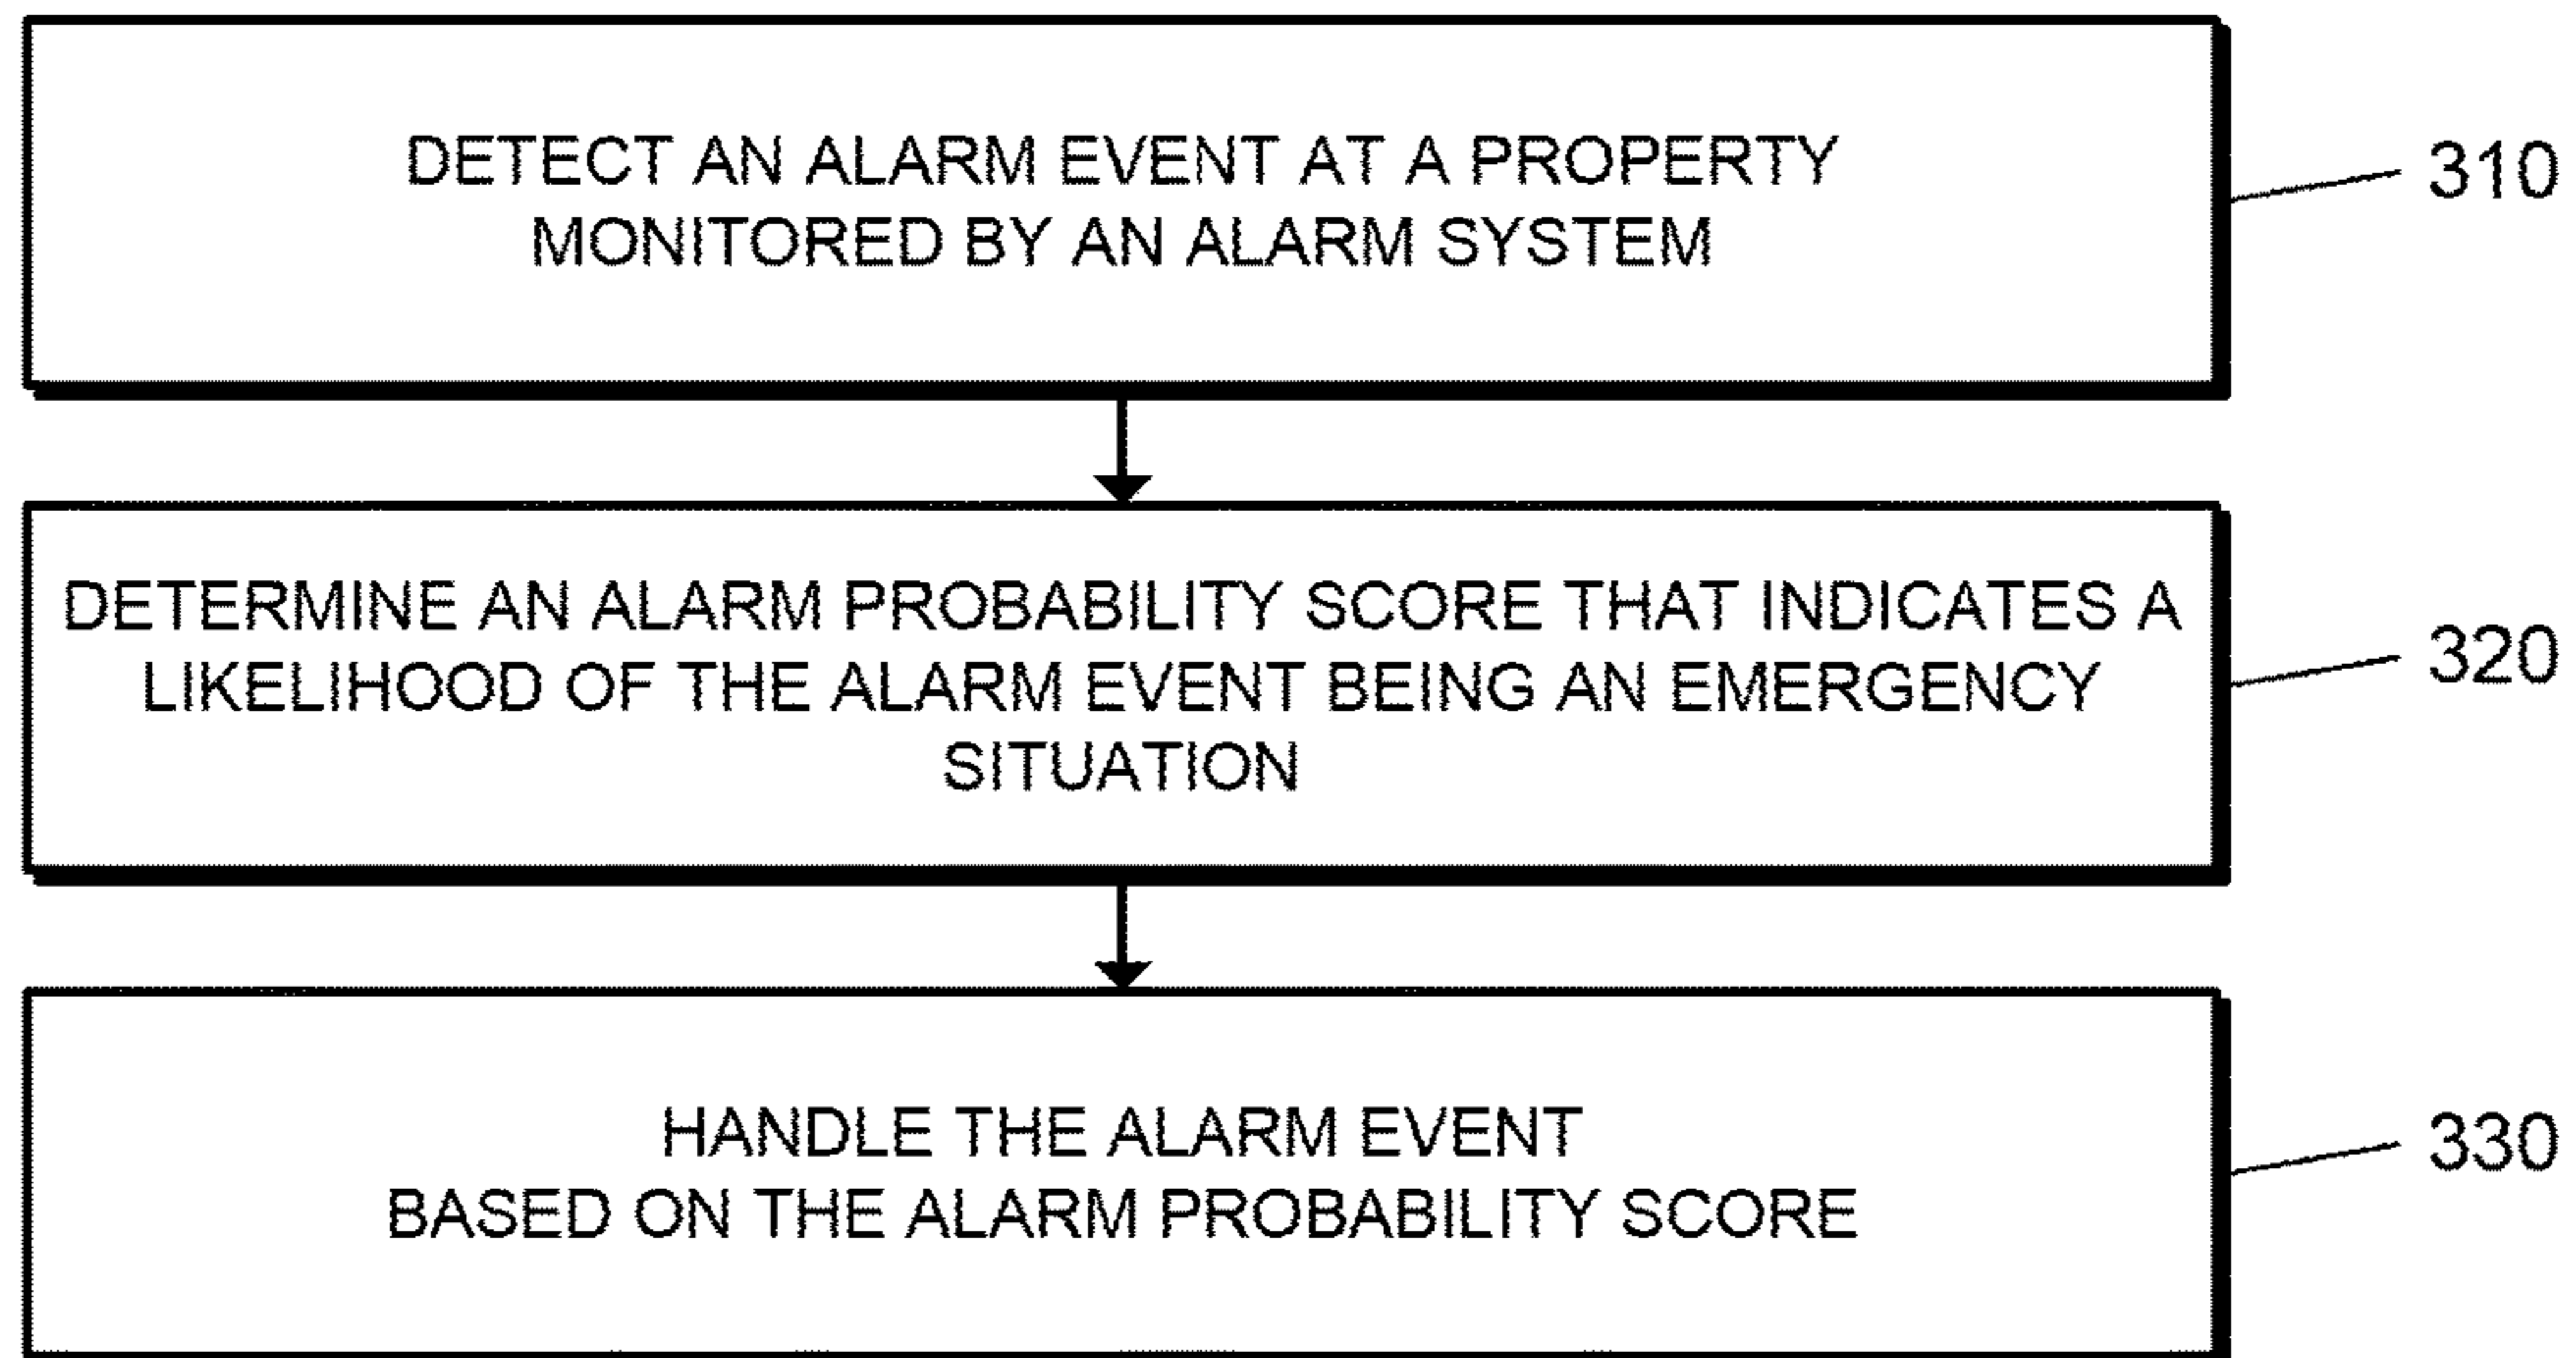 DETECT AN ALARM EVENT AT A PROPERTY
MONITORED BY AN ALARM SYSTEM
310
DETERMINE AN ALARM PROBABILITY SCORE THAT INDICATES A
LIKELIHOOD OF THE ALARM EVENT BEING AN EMERGENCY
SITUATION
320
HANDLE THE ALARM EVENT
BASED ON THE ALARM PROBABILITY SCORE
330